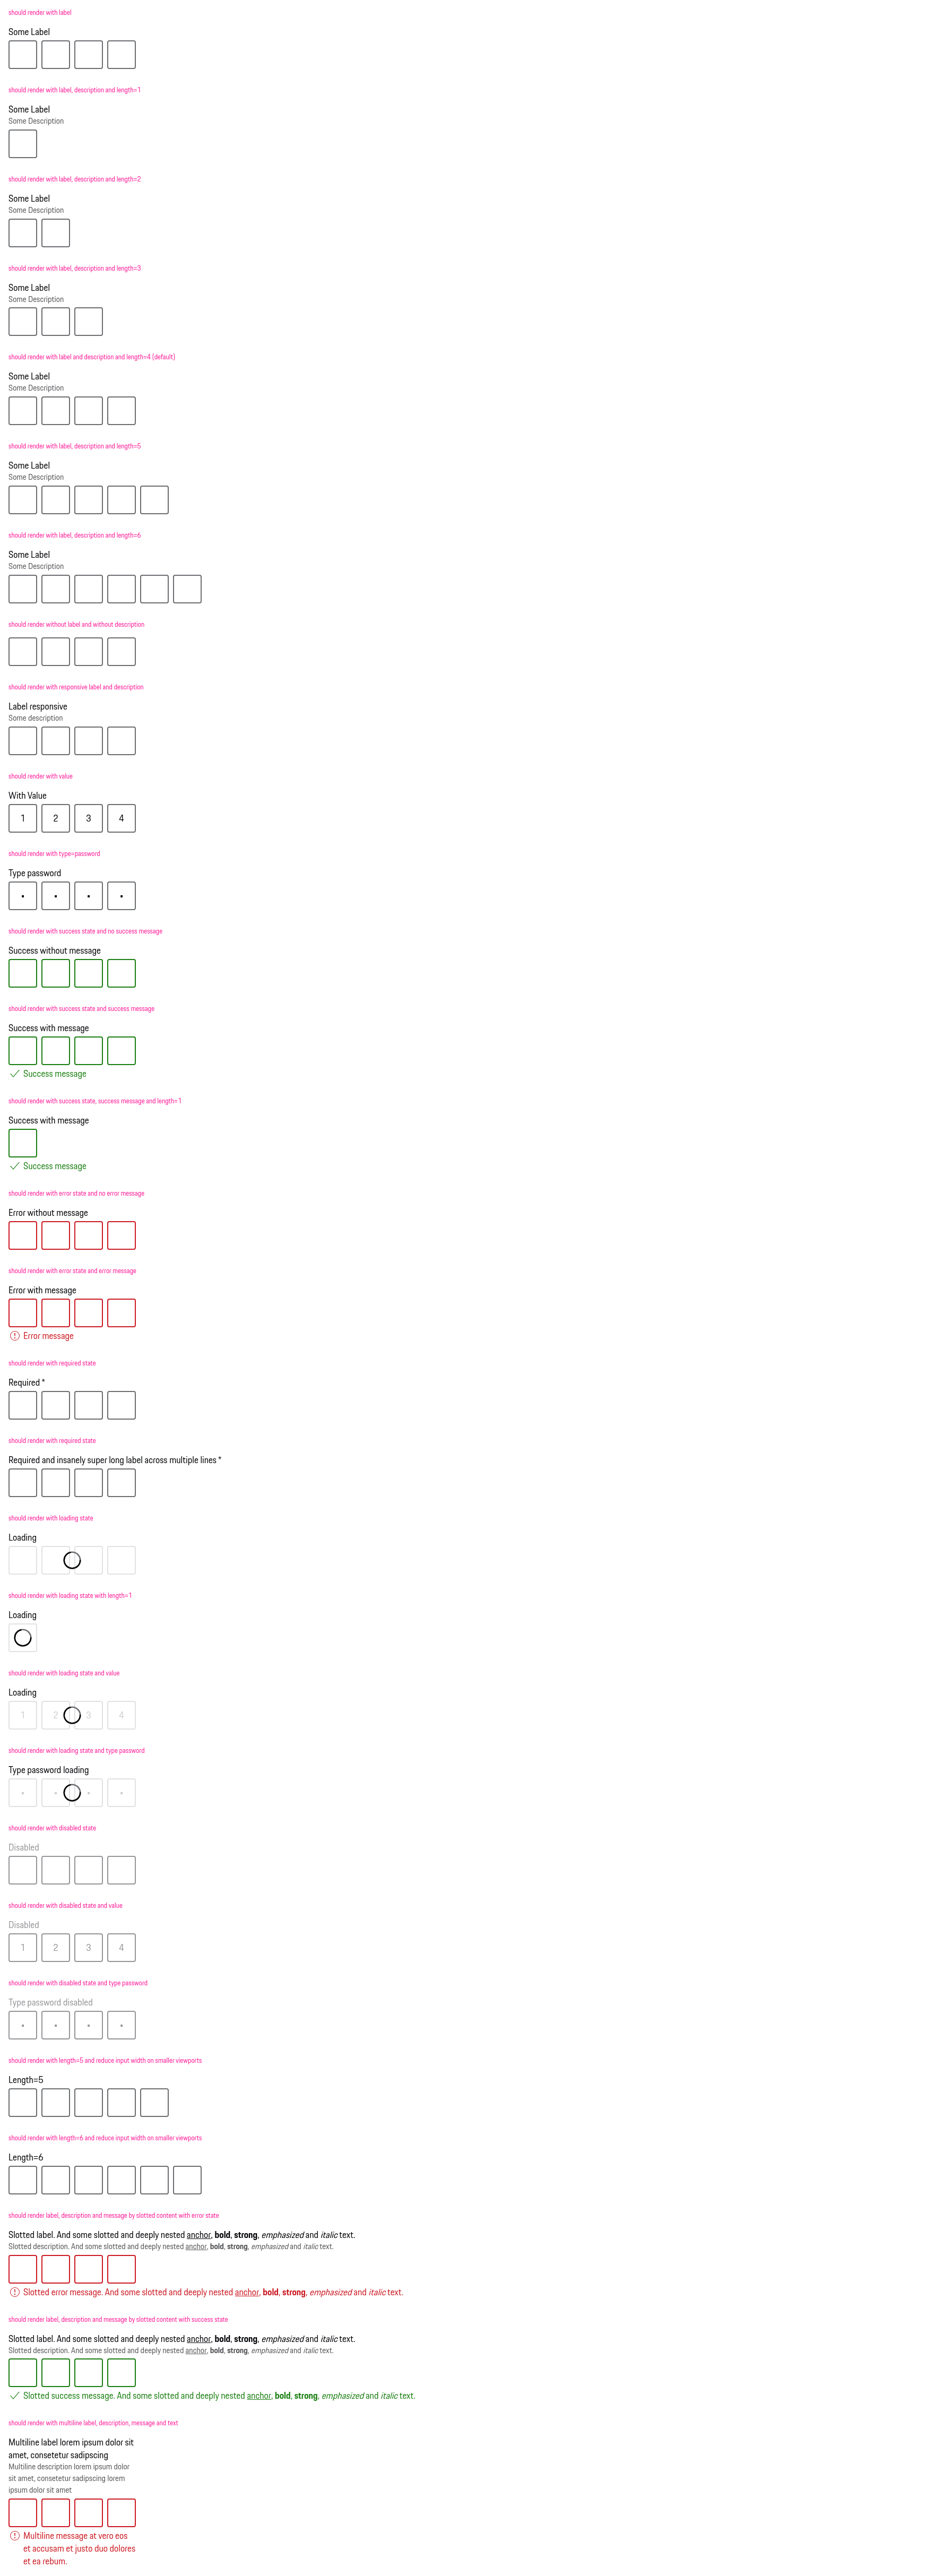 should render with label
Some Label
should render with label, description and length=1
Some Label
Some Description
should render with label, description and length=2
Some Label
Some Description
should render with label, description and length=3
Some Label
Some Description
should render with label and description and length=4 (default)
Some Label
Some Description
should render with label, description and length=5
Some Label
Some Description
should render with label, description and length=6
Some Label
Some Description
should render without label and without description
should render with responsive label and description
Label responsive
Some description
should render with value
With Value
1 2 3 4
should render with type=password
Type password
• • • •
should render with success state and no success message
Success without message
should render with success state and success message
Success with message
Success message
should render with success state, success message and length=1
Success with message
Success message
should render with error state and no error message
Error without message
should render with error state and error message
Error with message
Error message
should render with required state
Required *
should render with required state
Required and insanely super long label across multiple lines *
should render with loading state
Loading
should render with loading state with length=1
Loading
should render with loading state and value
Loading
1 2 3 4
should render with loading state and type password
Type password loading
• • • •
should render with disabled state
Disabled
should render with disabled state and value
Disabled
1 2 3 4
should render with disabled state and type password
Type password disabled
• • • •
should render with length=5 and reduce input width on smaller viewports
Length=5
should render with length=6 and reduce input width on smaller viewports
Length=6
should render label, description and message by slotted content with error state
Slotted label. And some slotted and deeply nested anchor, bold, strong, emphasized and italic text.
Slotted description. And some slotted and deeply nested anchor, bold, strong, emphasized and italic text.
Slotted error message. And some slotted and deeply nested anchor, bold, strong, emphasized and italic text.
should render label, description and message by slotted content with success state
Slotted label. And some slotted and deeply nested anchor, bold, strong, emphasized and italic text.
Slotted description. And some slotted and deeply nested anchor, bold, strong, emphasized and italic text.
Slotted success message. And some slotted and deeply nested anchor, bold, strong, emphasized and italic text.
should render with multiline label, description, message and text
Multiline label lorem ipsum dolor sit
amet, consetetur sadipscing
Multiline description lorem ipsum dolor
sit amet, consetetur sadipscing lorem
ipsum dolor sit amet
Multiline message at vero eos
et accusam et justo duo dolores
et ea rebum.